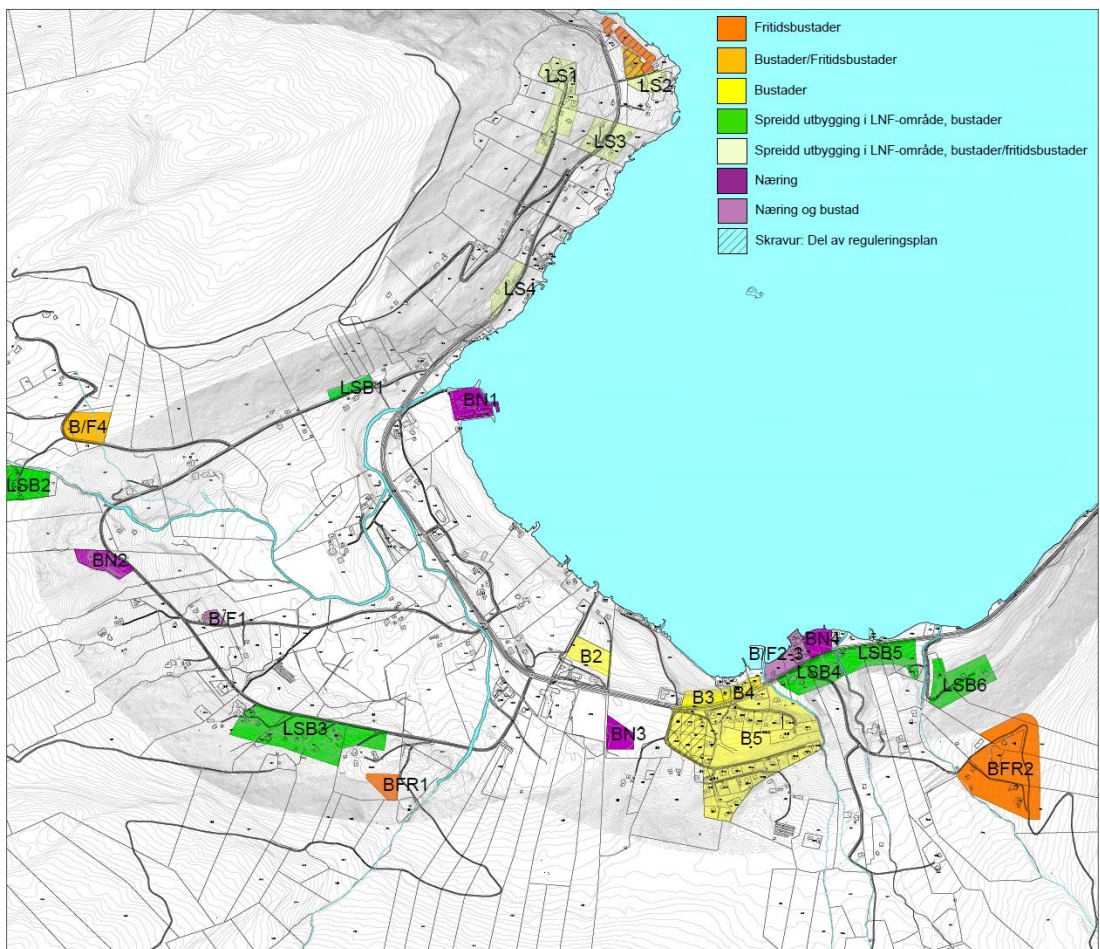 Fritidsbustader
Bustader/Fritidsbustader
Bustader
Spreidd utbygging i LNF-område, bustader
Spreidd utbygging i LNF-område, bustader/fritidsbustader
Næring
Næring og bustad
Skravur: Del av reguleringsplan
LS1
LS2
LS3
LS4
LSB1
BN1
B/F4
LSB2
BN2
B/F1
B2
BN4
B/F2-3
LSB5
LSB4
LSB6
B3
B4
LSB3
BN3
B5
BFR2
BFR1